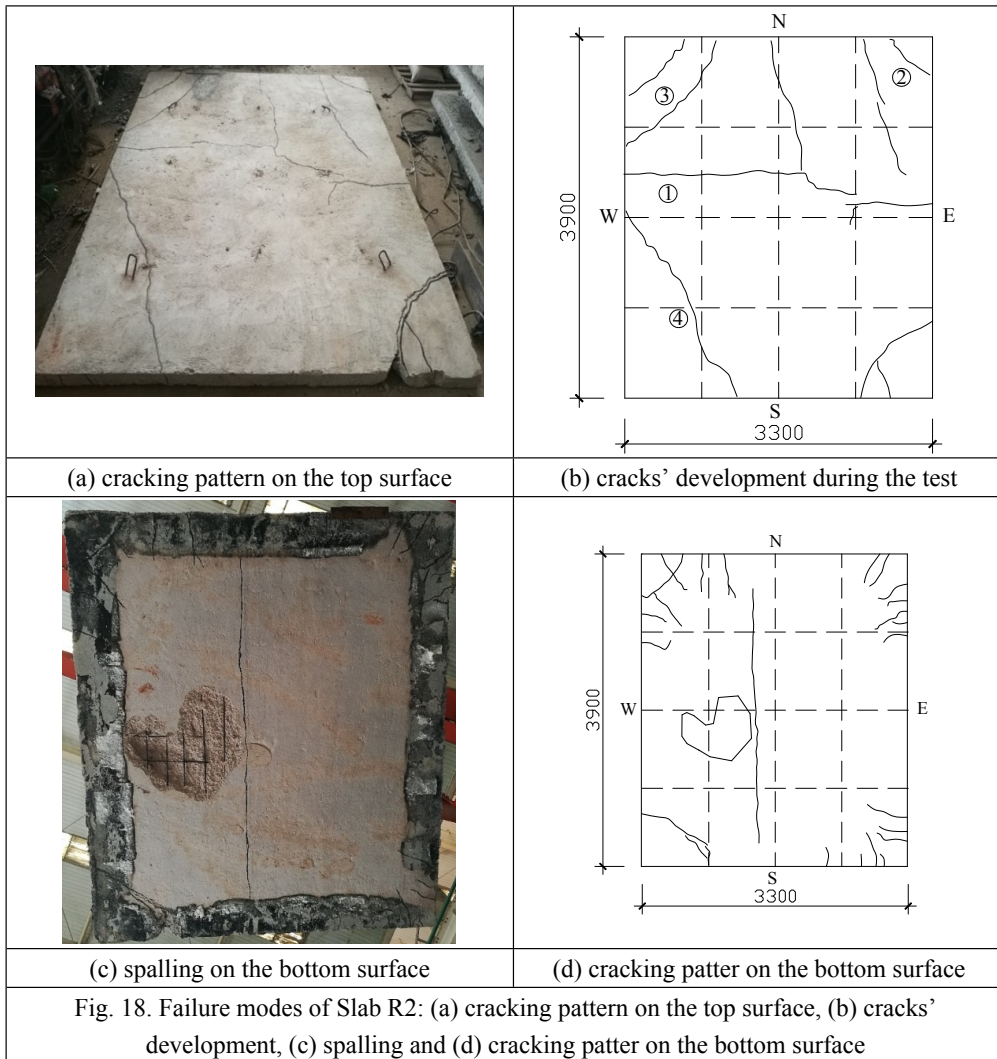 N
②
③
①
W
E
3900
④
S
3300
(a) cracking pattern on the top surface
(b) cracks’ development during the test
N
W
E
3900
S
3300
(c) spalling on the bottom surface
(d) cracking patter on the bottom surface
Fig. 18. Failure modes of Slab R2: (a) cracking pattern on the top surface, (b) cracks’
development, (c) spalling and (d) cracking patter on the bottom surface